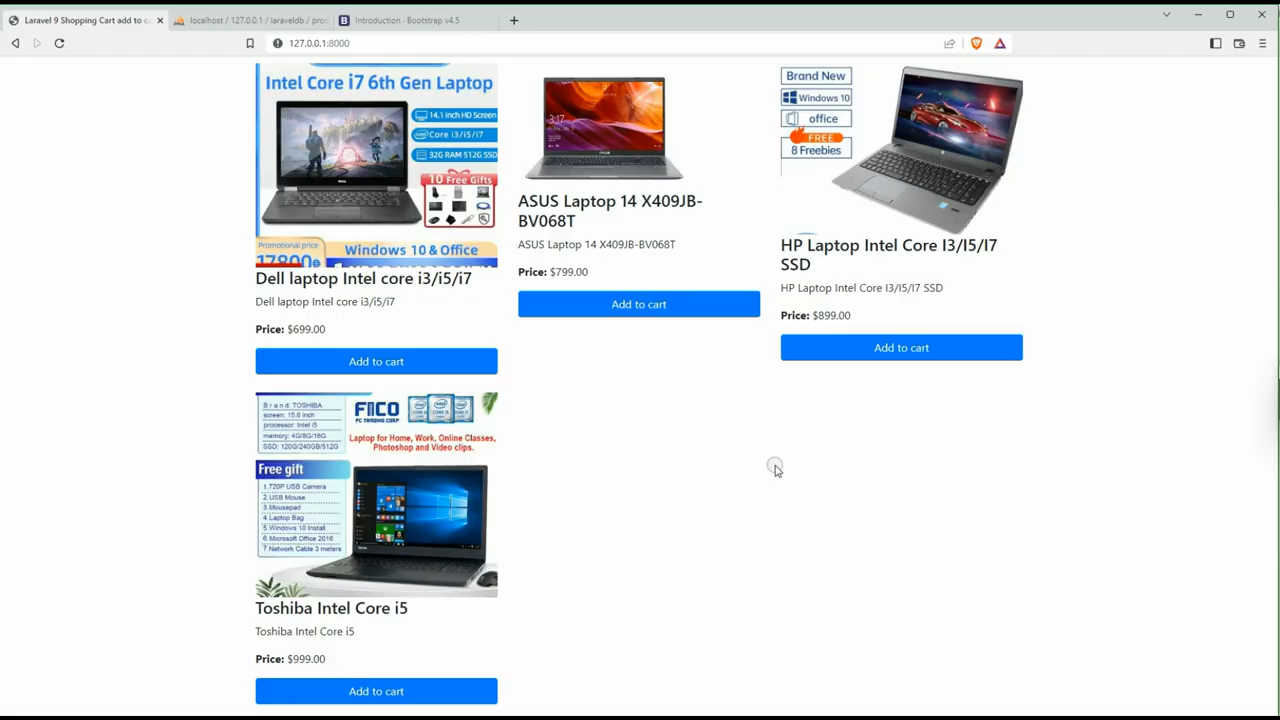 Laravel 9 Shopping Cart add to c
localhost / 127.0.0.1 / laraveldb / prod
B Introduction · Bootstrap v4.5
127.0.0.1:8000
Intel Core i7 6th Gen Laptop
14.1 inch HD Screen
Core i3/i5/i7
32G RAM 512G SSD
10 Free Gifts
Promotional price
Windows 10 & Office
17800฿
Dell laptop Intel core i3/i5/i7
Dell laptop Intel core i3/i5/i7
Price: $699.00
Add to cart
3:17
ASUS Laptop 14 X409JB-
BV068T
ASUS Laptop 14 X409JB-BV068T
Price: $799.00
Add to cart
Brand New
Windows 10
office
FREE
8 Freebies
HP Laptop Intel Core I3/I5/I7
SSD
HP Laptop Intel Core I3/I5/I7 SSD
Price: $899.00
Add to cart
Brand: TOSHIBA
screen: 15.6 inch
processor: Intel i5
memory: 4G/8G/16G
SSD: 120G/240GB/512G
FIICO
PC TRADING CORP
Laptop for Home, Work, Online Classes,
Photoshop and Video clips.
Free gift
1.720P USB Camera
2.USB Mouse
3.Mousepad
4.Laptop Bag
5.Windows 10 Install
6.Microsoft Office 2016
7.Network Cable 3 meters
Toshiba Intel Core i5
Toshiba Intel Core i5
Price: $999.00
Add to cart